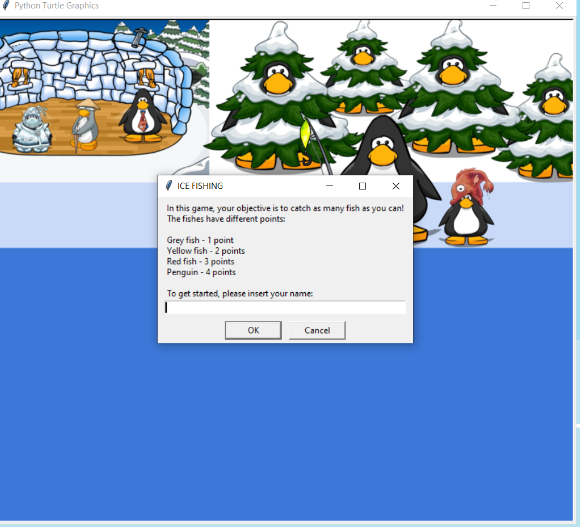 Python Turtle Graphics
ICE FISHING
In this game, your objective is to catch as many fish as you can!
The fishes have different points:
Grey fish - 1 point
Yellow fish - 2 points
Red fish - 3 points
Penguin - 4 points
To get started, please insert your name:
OK
Cancel